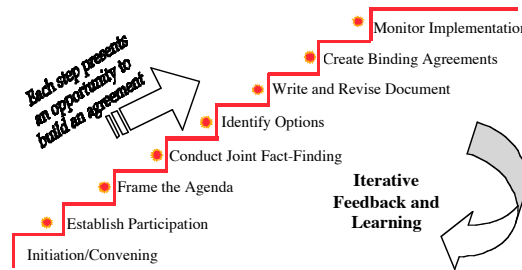 Monitor Implementation
Create Binding Agreements
Write and Revise Document
Identify Options
Conduct Joint Fact-Finding
Frame the Agenda
Establish Participation
Initiation/Convening
Each step presents
an opportunity to
build an agreement
Iterative
Feedback and
Learning